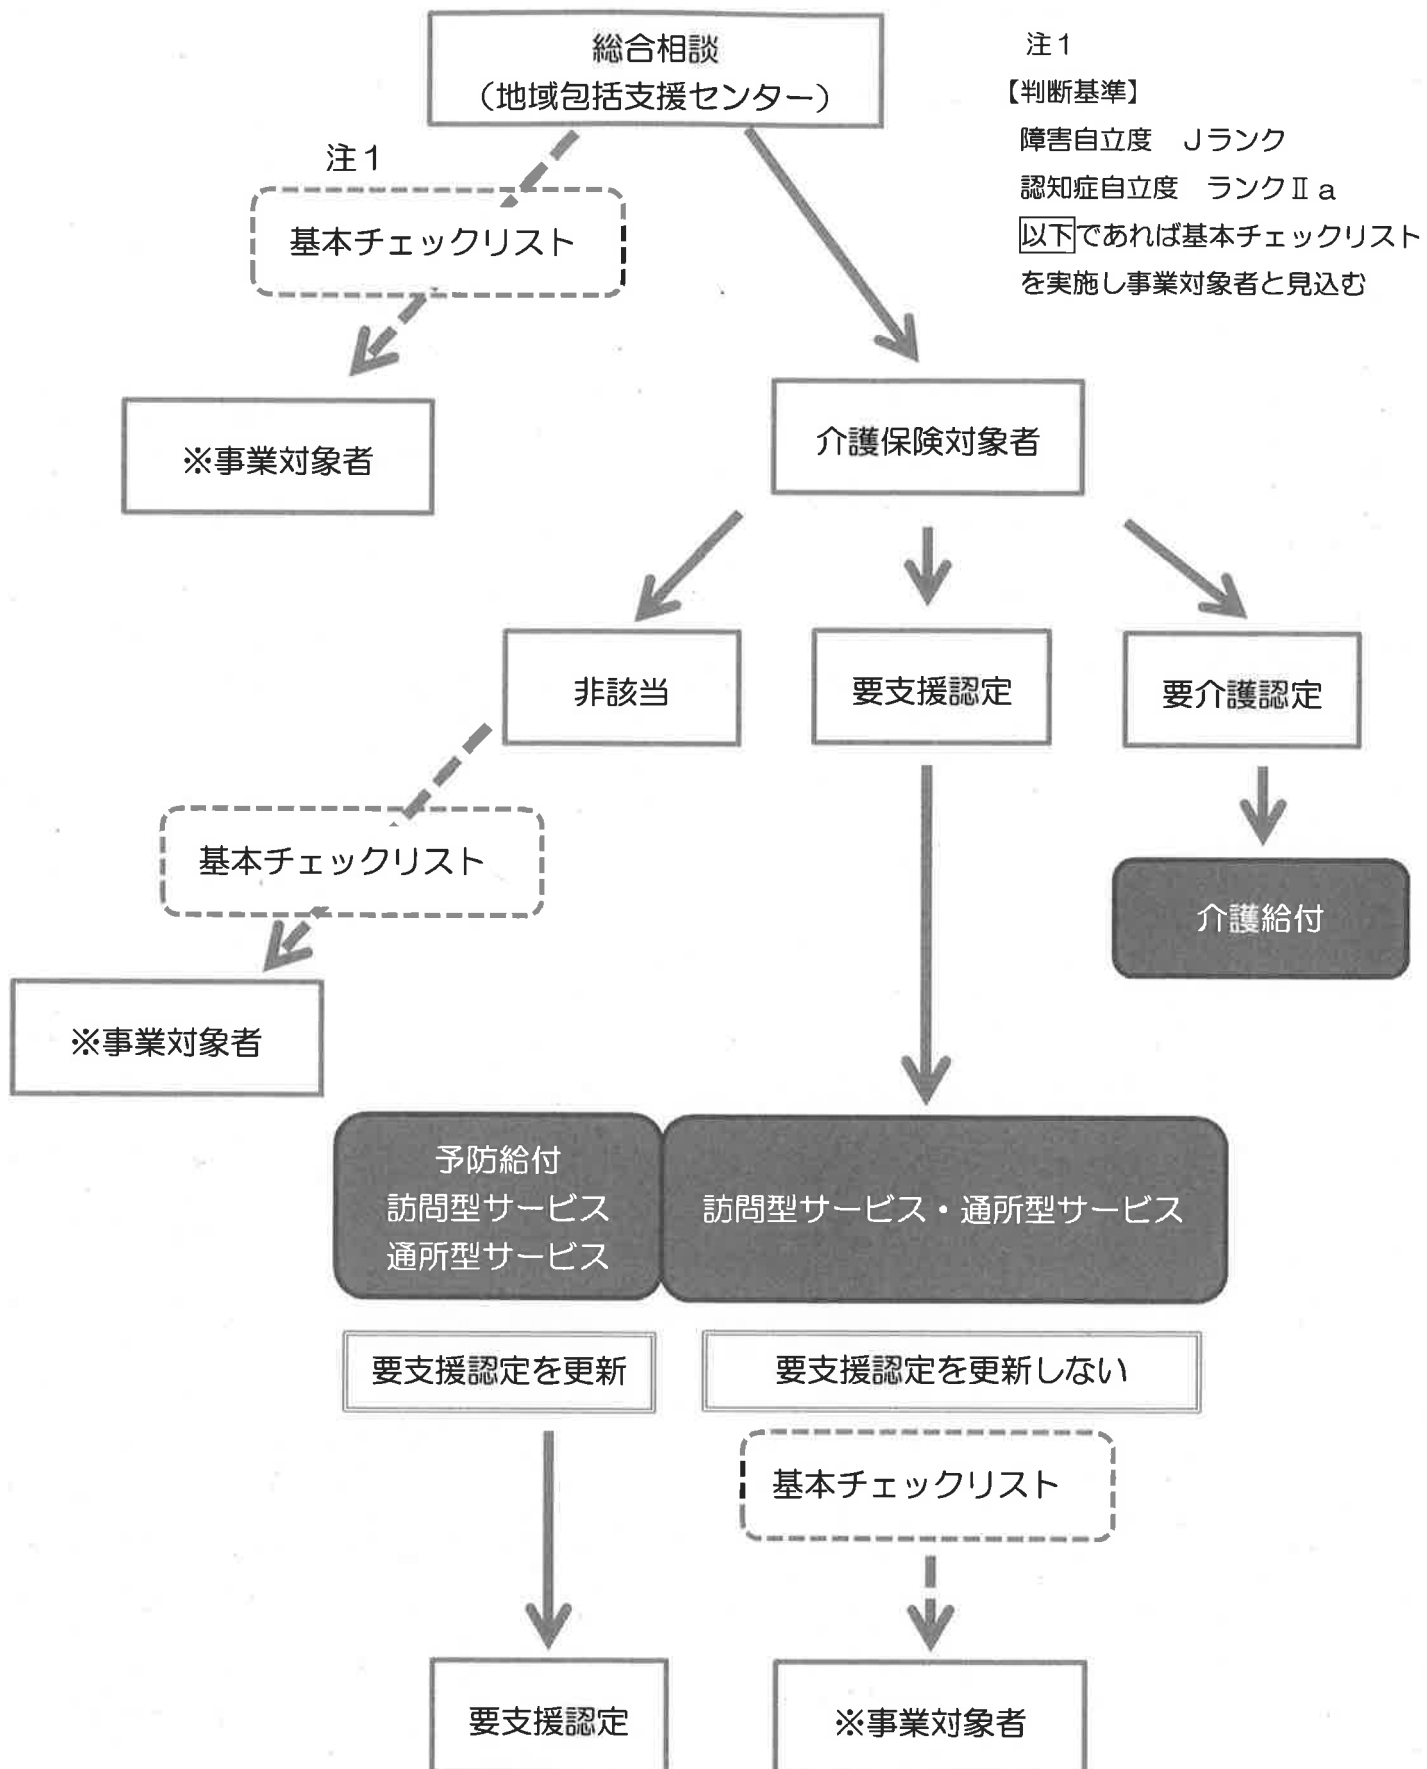 総合相談
（地域包括支援センター）
注１
【判断基準】
障害自立度　Ｊランク
認知症自立度　ランクⅡａ
以下であれば基本チェックリスト
を実施し事業対象者と見込む
注１
基本チェックリスト
※事業対象者
介護保険対象者
非該当
要支援認定
要介護認定
基本チェックリスト
介護給付
※事業対象者
予防給付
訪問型サービス
通所型サービス
訪問型サービス・通所型サービス
要支援認定を更新
要支援認定を更新しない
基本チェックリスト
要支援認定
※事業対象者